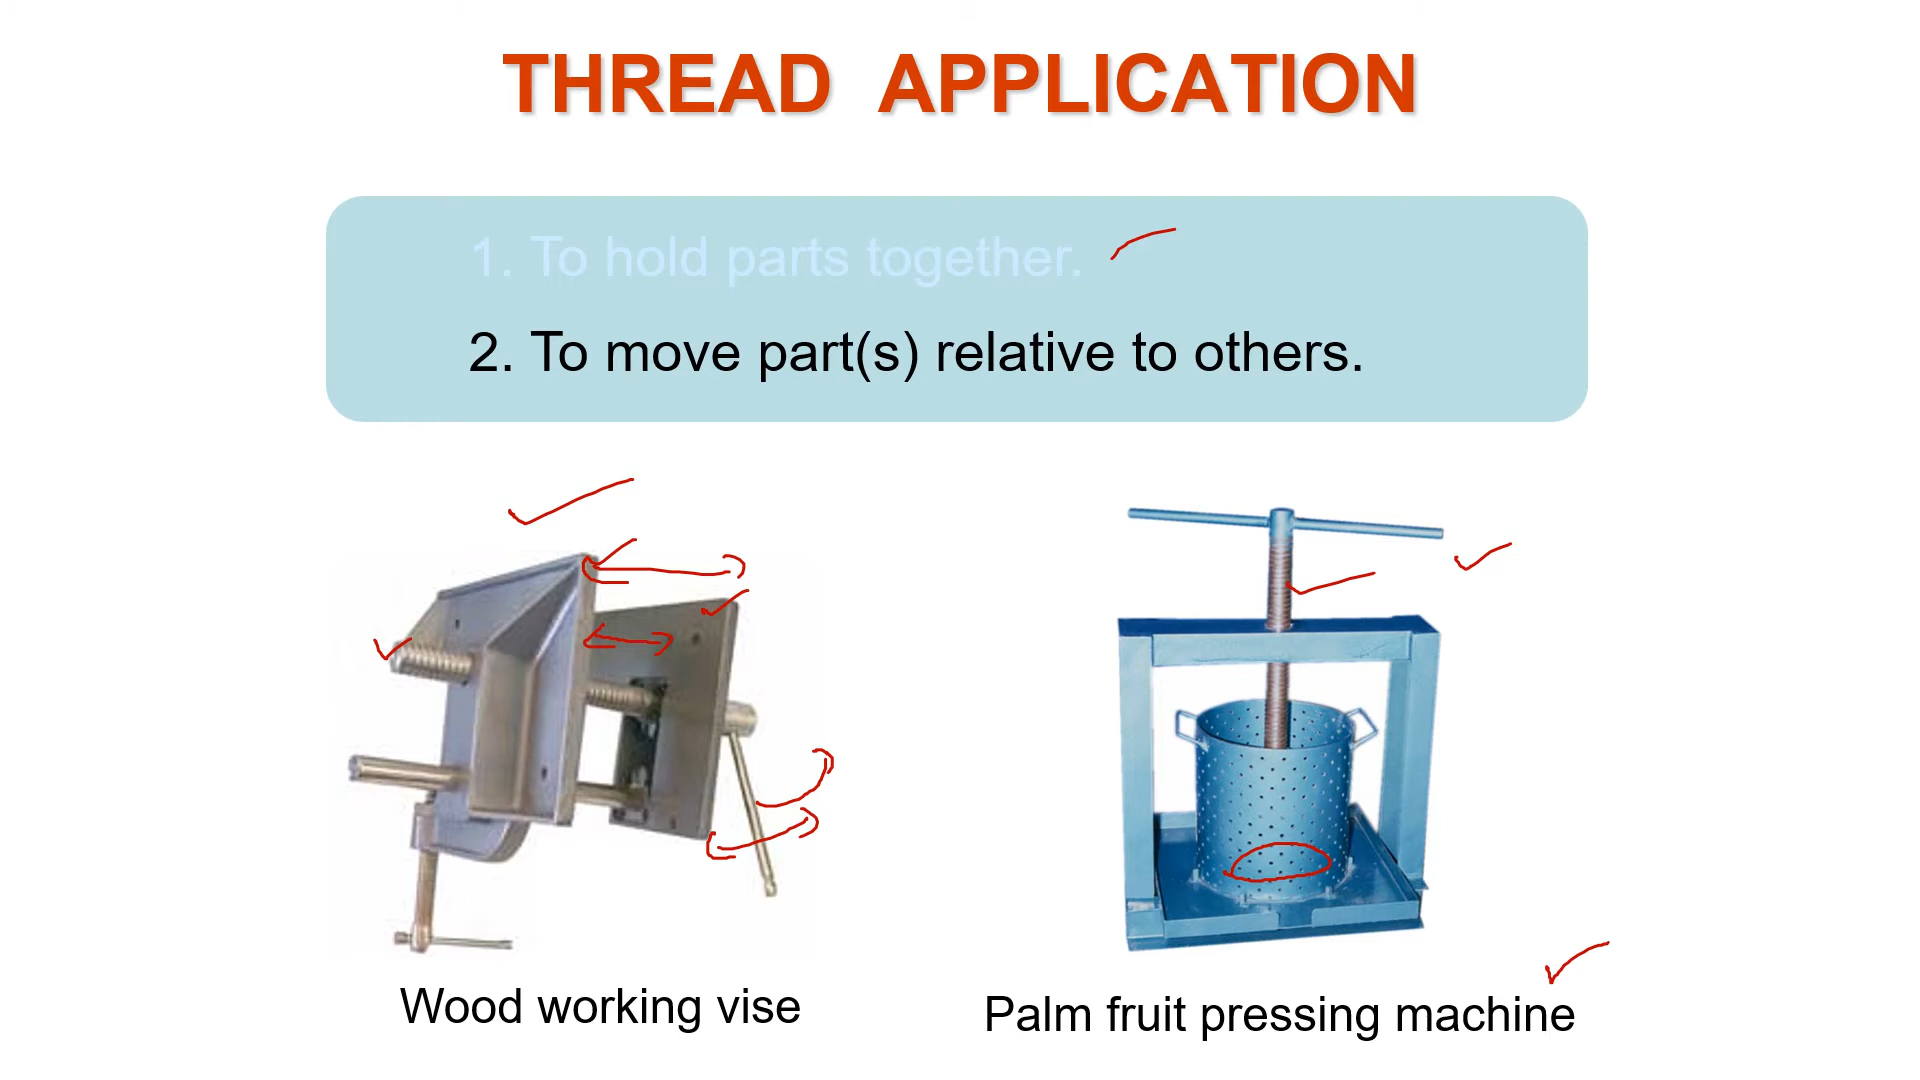 THREAD APPLICATION
1. To hold parts together.
2. To move part(s) relative to others.
Wood working vise
Palm fruit pressing machine